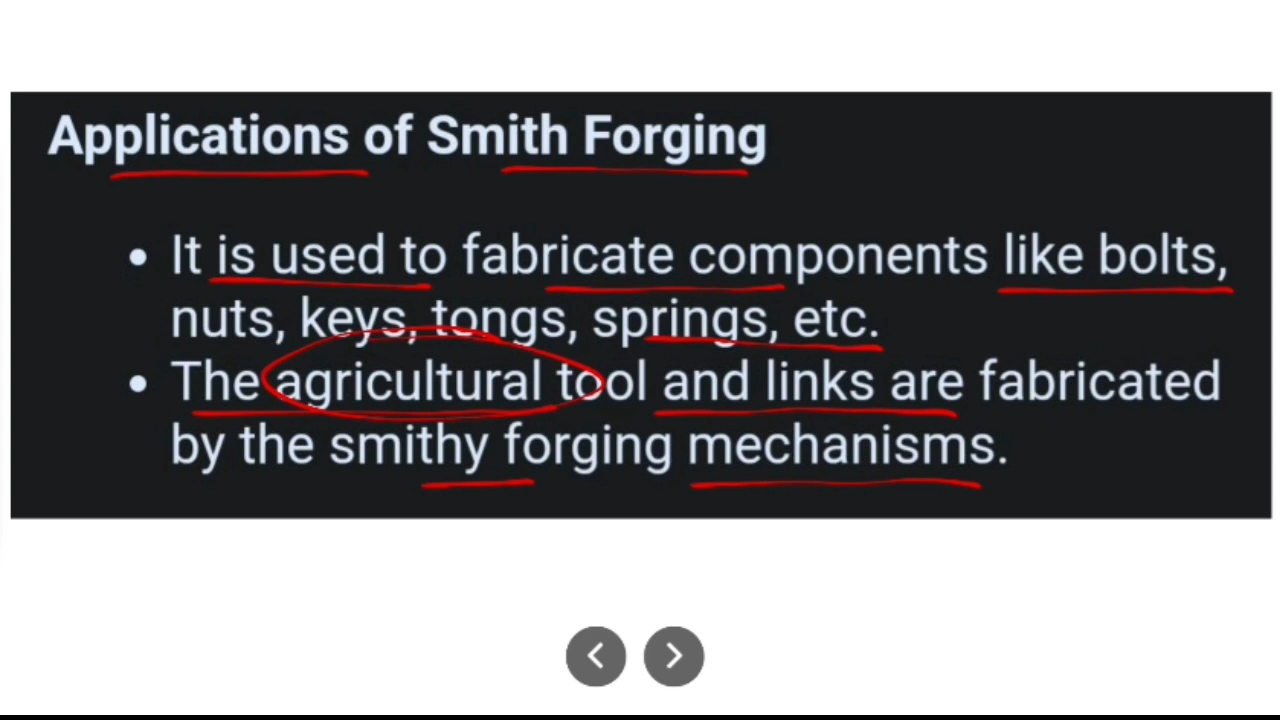 Applications of Smith Forging
• It is used to fabricate components like bolts,
nuts, keys, tongs, springs, etc.
• The agricultural tool and links are fabricated
by the smithy forging mechanisms.